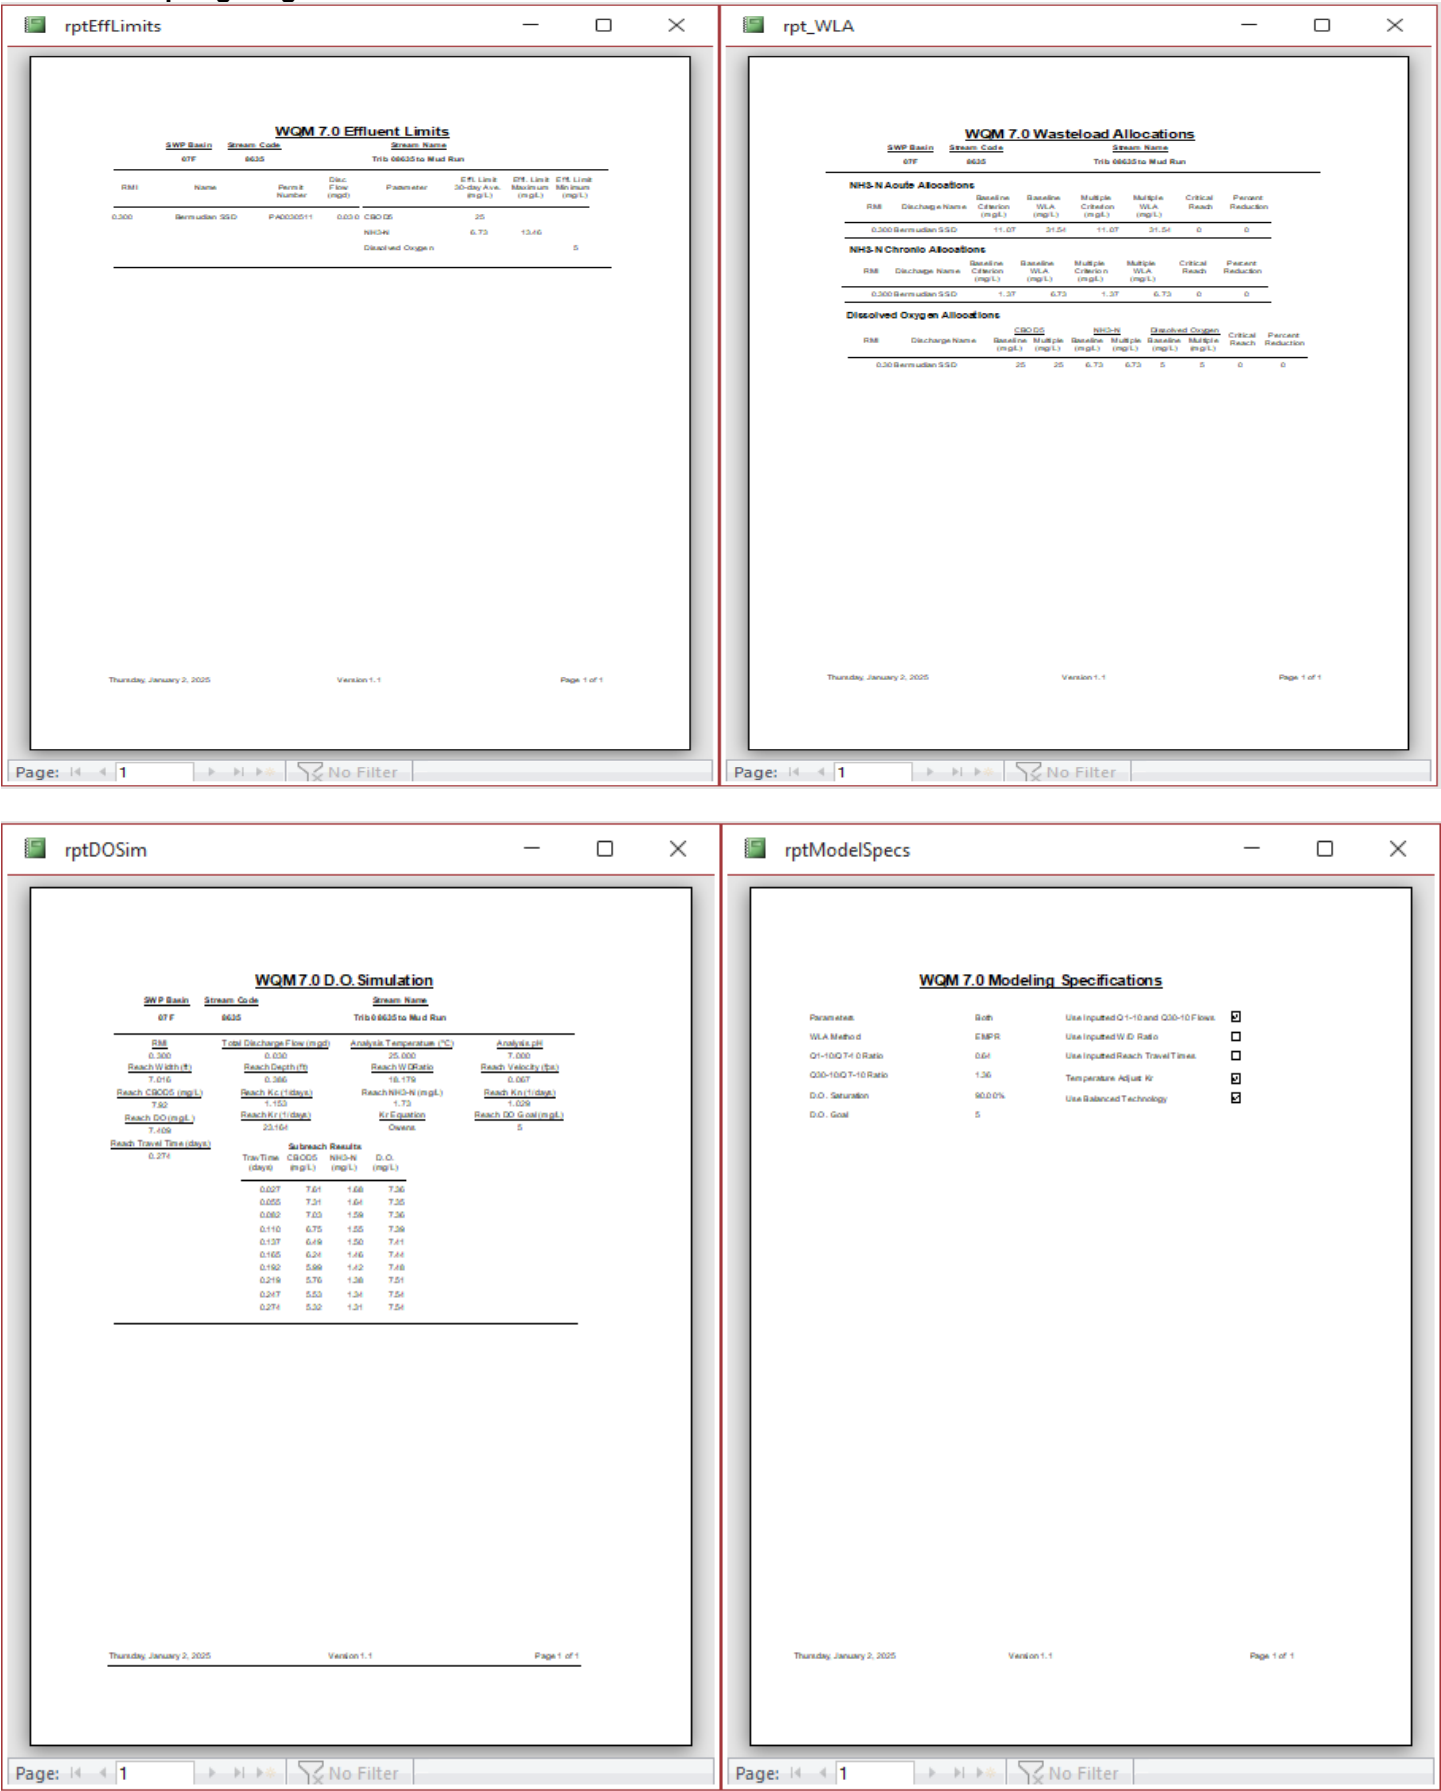 rptEffLimits
WQM 7.0 Effluent Limits
SWP Basin Stream Code Stream Name
07F 8635 Trib 08635 to Mud Run
RMI Name Permit Number Disc. Flow (mgd) Parameter Eff. Limit 30-day Ave. (mg/L) Eff. Limit Maximum (mg/L) Eff. Limit Minimum (mg/L)
0.300 Bermudian SSD PA0030511 0.030 CBOD5 25
NH3-N 6.73 13.46
Dissolved Oxygen 5
Thursday, January 2, 2025 Version 1.1 Page 1 of 1
Page: 1 No Filter
rpt_WLA
WQM 7.0 Wasteload Allocations
SWP Basin Stream Code Stream Name
07F 8635 Trib 08635 to Mud Run
NH3-N Acute Allocations
RMI Discharge Name Baseline Criterion (mg/L) Baseline WLA (mg/L) Multiple Criterion (mg/L) Multiple WLA (mg/L) Critical Reach Percent Reduction
0.300 Bermudian SSD 11.07 31.54 11.07 31.54 0 0
NH3-N Chronic Allocations
RMI Discharge Name Baseline Criterion (mg/L) Baseline WLA (mg/L) Multiple Criterion (mg/L) Multiple WLA (mg/L) Critical Reach Percent Reduction
0.300 Bermudian SSD 1.37 6.73 1.37 6.73 0 0
Dissolved Oxygen Allocations
CBOD5 NH3-N Dissolved Oxygen
RMI Discharge Name Baseline (mg/L) Multiple (mg/L) Baseline (mg/L) Multiple (mg/L) Baseline (mg/L) Multiple (mg/L) Critical Reach Percent Reduction
0.30 Bermudian SSD 25 25 6.73 6.73 5 5 0 0
Thursday, January 2, 2025 Version 1.1 Page 1 of 1
Page: 1 No Filter
rptDOSim
WQM 7.0 D.O. Simulation
SWP Basin Stream Code Stream Name
07F 8635 Trib 08635 to Mud Run
RMI Total Discharge Flow (mgd) Analysis Temperature (°C) Analysis pH
0.300 0.030 25.000 7.000
Reach Width (ft) Reach Depth (ft) Reach WDRatio Reach Velocity (fps)
7.016 0.386 18.179 0.067
Reach CBOD5 (mg/L) Reach Kc (1/days) Reach NH3-N (mg/L) Reach Kn (1/days)
7.92 1.153 1.73 1.029
Reach DO (mg/L) Reach Kr (1/days) Kr Equation Reach DO Goal (mg/L)
7.409 23.164 Owens 5
Reach Travel Time (days)
0.274
Subreach Results
TravTime (days) CBOD5 (mg/L) NH3-N (mg/L) D.O. (mg/L)
0.027 7.61 1.68 7.36
0.055 7.31 1.64 7.35
0.082 7.03 1.59 7.36
0.110 6.75 1.55 7.39
0.137 6.49 1.50 7.41
0.165 6.24 1.46 7.44
0.192 5.99 1.42 7.48
0.219 5.76 1.38 7.51
0.247 5.53 1.34 7.54
0.274 5.32 1.31 7.54
Thursday, January 2, 2025 Version 1.1 Page 1 of 1
Page: 1 No Filter
rptModelSpecs
WQM 7.0 Modeling Specifications
Parameters Both Use Inputted Q1-10 and Q30-10 Flows
WLA Method EMPR Use Inputted W/D Ratio
Q1-10/Q7-10 Ratio 0.64 Use Inputted Reach Travel Times
Q30-10/Q7-10 Ratio 1.36 Temperature Adjust Kr
D.O. Saturation 90.00% Use Balanced Technology
D.O. Goal 5
Thursday, January 2, 2025 Version 1.1 Page 1 of 1
Page: 1 No Filter